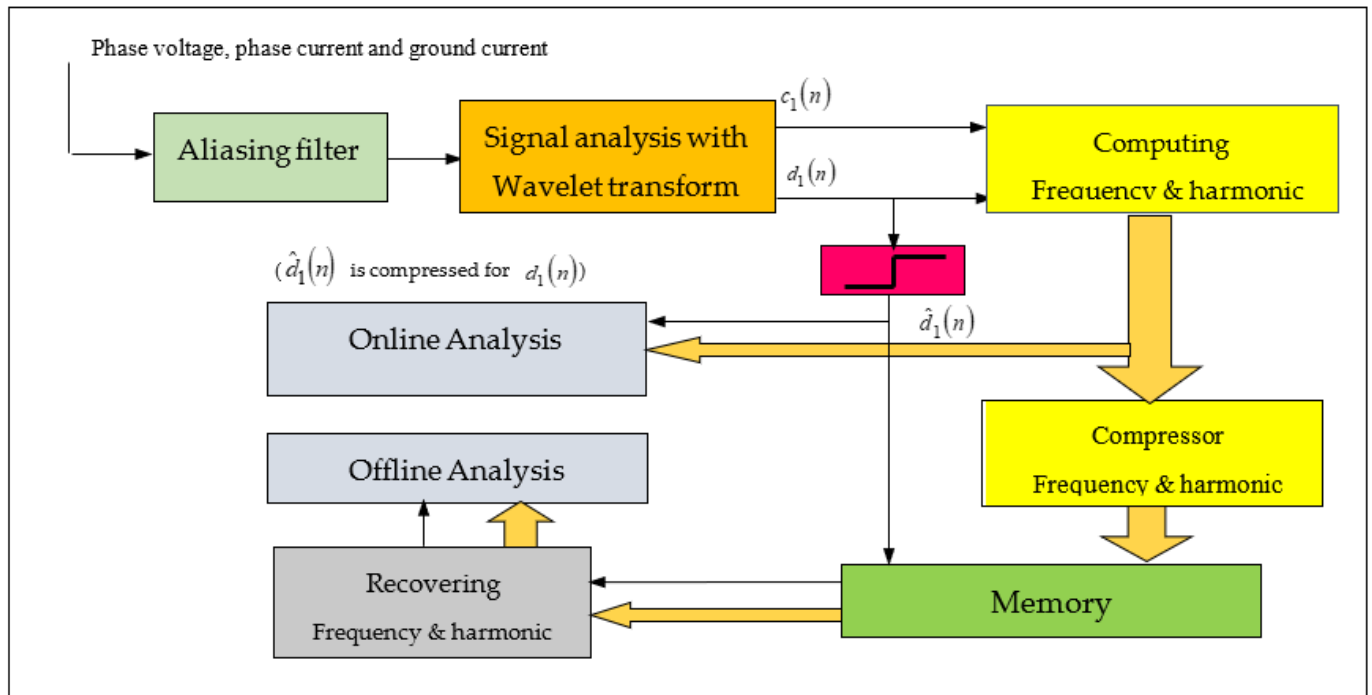 Phase voltage, phase current and ground current
c₁(n)
Aliasing filter
Signal analysis with
Wavelet transform
d₁(n)
Computing
Frequency & harmonic
(d̂₁(n) is compressed for d₁(n))
d̂₁(n)
Online Analysis
Compressor
Frequency & harmonic
Offline Analysis
Recovering
Frequency & harmonic
Memory